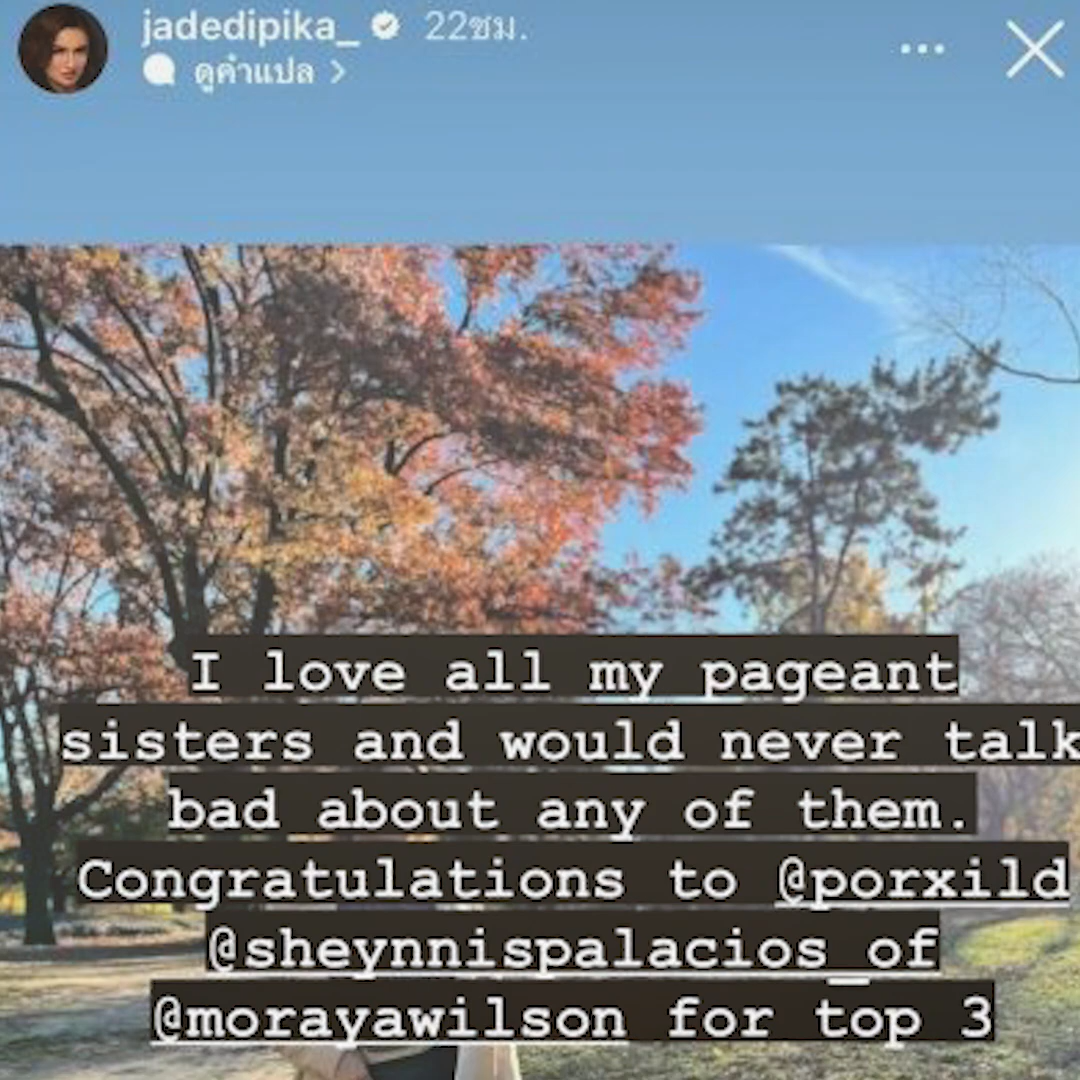 jadedipika_ 22ชม.
ดูคำแปล >
I love all my pageant
sisters and would never talk
bad about any of them.
Congratulations to @porxild
@sheynnispalacios_of
@morayawilson for top 3